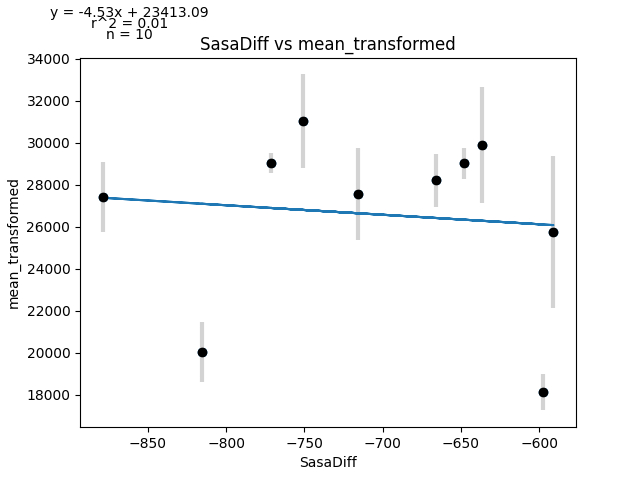 y = -4.53x + 23413.09
r^2 = 0.01
n = 10
SasaDiff vs mean_transformed
34000
32000
30000
28000
26000
24000
22000
20000
18000
mean_transformed
−850
−800
−750
−700
−650
−600
SasaDiff